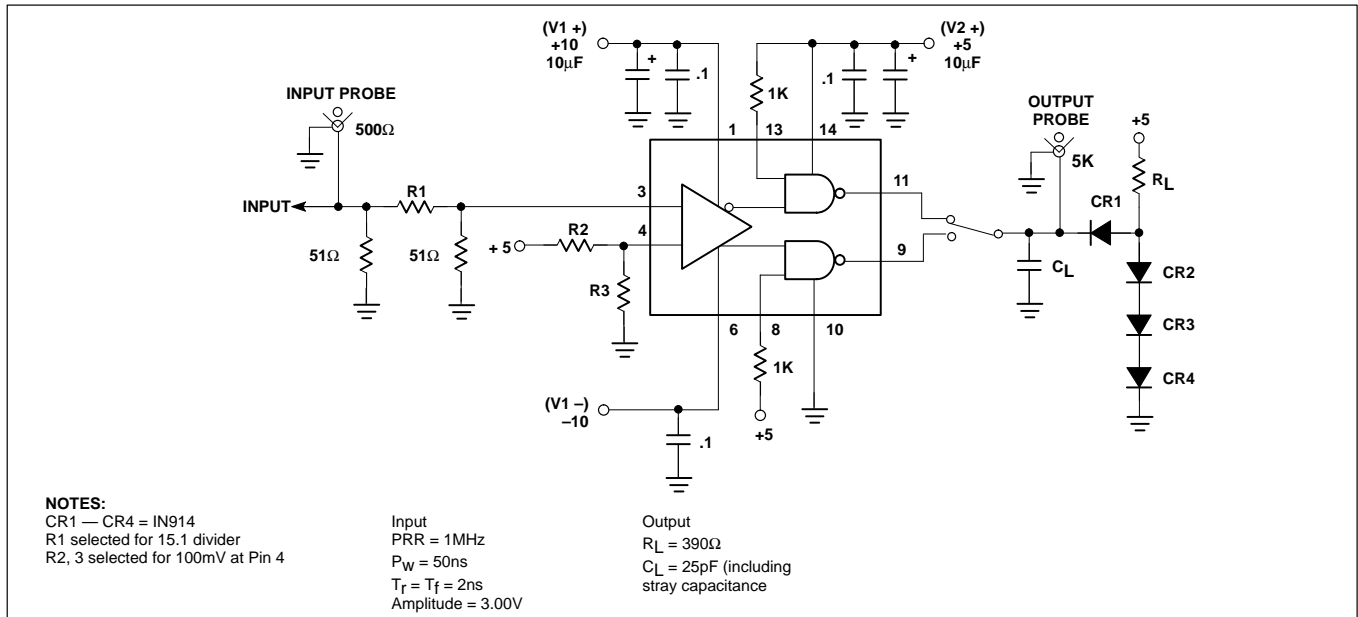 (V1 +)
+10
10µF
+
.1
(V2 +)
+5
10µF
.1
+
1K
INPUT PROBE
500Ω
OUTPUT
PROBE
5K
+5
RL
CR1
1
13
14
3
11
INPUT
R1
R2
4
+ 5
51Ω
51Ω
R3
9
CL
CR2
CR3
CR4
6
8
10
1K
+5
(V1 –)
–10
.1
NOTES:
CR1 — CR4 = IN914
R1 selected for 15.1 divider
R2, 3 selected for 100mV at Pin 4
Input
PRR = 1MHz
PW = 50ns
Tr = Tf = 2ns
Amplitude = 3.00V
Output
RL = 390Ω
CL = 25pF (including
stray capacitance